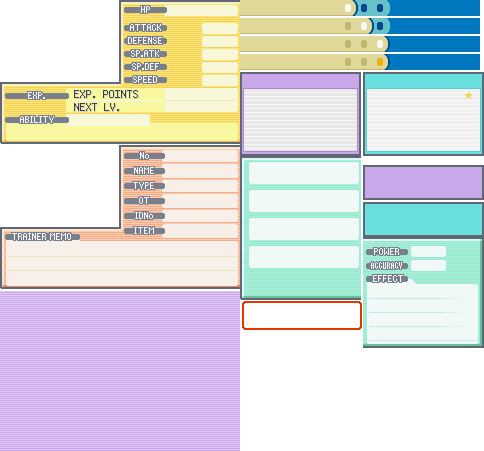 HP
ATTACK
DEFENSE
SP.ATK
SP.DEF
SPEED
EXP.
EXP. POINTS
NEXT LV.
ABILITY
No
NAME
TYPE
OT
IDNo
ITEM
TRAINER MEMO
POWER
ACCURACY
EFFECT